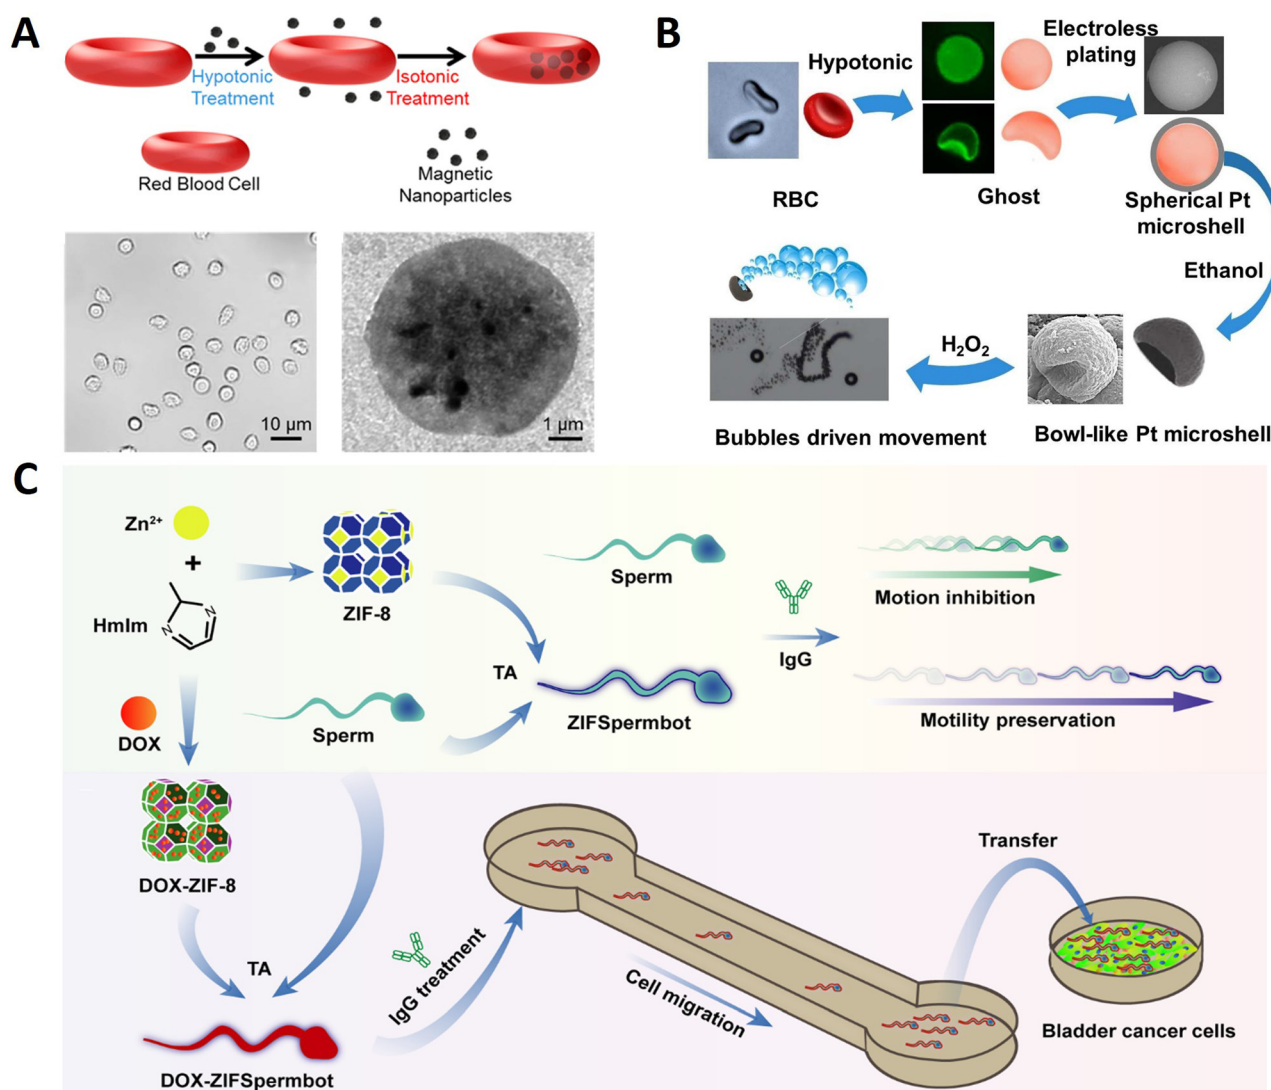 A
Hypotonic
Treatment
Isotonic
Treatment
Red Blood Cell
Magnetic
Nanoparticles
10 μm
1 μm
B
Hypotonic
Electroless
plating
RBC
Ghost
Spherical Pt
microshell
Ethanol
H₂O₂
Bubbles driven movement
Bowl-like Pt microshell
C
Zn²⁺
+
HmIm
N
N
ZIF-8
Sperm
Motion inhibition
IgG
TA
DOX
Sperm
ZIFSpermbot
Motility preservation
DOX-ZIF-8
TA
IgG treatment
DOX-ZIFSpermbot
Cell migration
Transfer
Bladder cancer cells